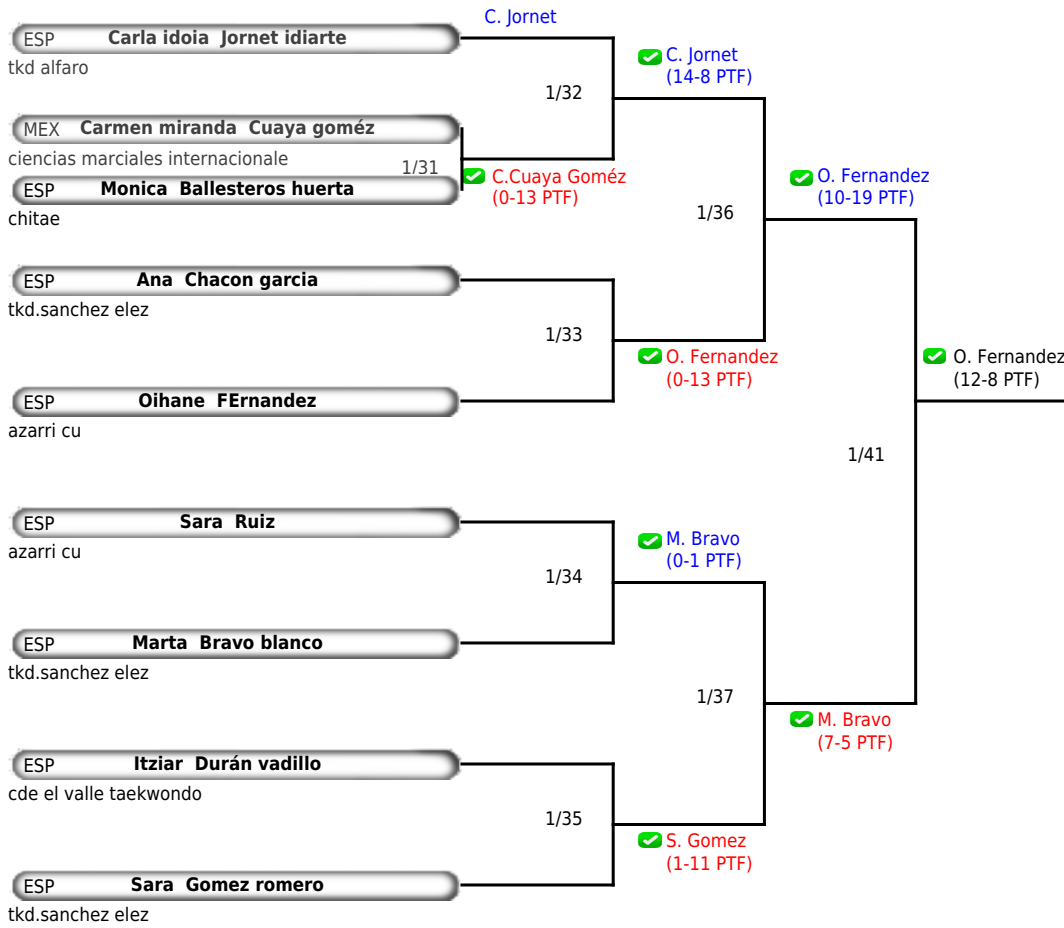 C. Jornet
ESP Carla idoia Jornet idiarte
tkd alfaro
C. Jornet
(14-8 PTF)
1/32
MEX Carmen miranda Cuaya goméz
ciencias marciales internacionale
1/31
C.Cuaya Goméz
(0-13 PTF)
ESP Monica Ballesteros huerta
chitae
O. Fernandez
(10-19 PTF)
1/36
ESP Ana Chacon garcia
tkd.sanchez elez
1/33
O. Fernandez
(0-13 PTF)
O. Fernandez
(12-8 PTF)
ESP Oihane FErnandez
azarri cu
1/41
ESP Sara Ruiz
azarri cu
M. Bravo
(0-1 PTF)
1/34
ESP Marta Bravo blanco
tkd.sanchez elez
1/37
M. Bravo
(7-5 PTF)
ESP Itziar Durán vadillo
cde el valle taekwondo
1/35
S. Gomez
(1-11 PTF)
ESP Sara Gomez romero
tkd.sanchez elez